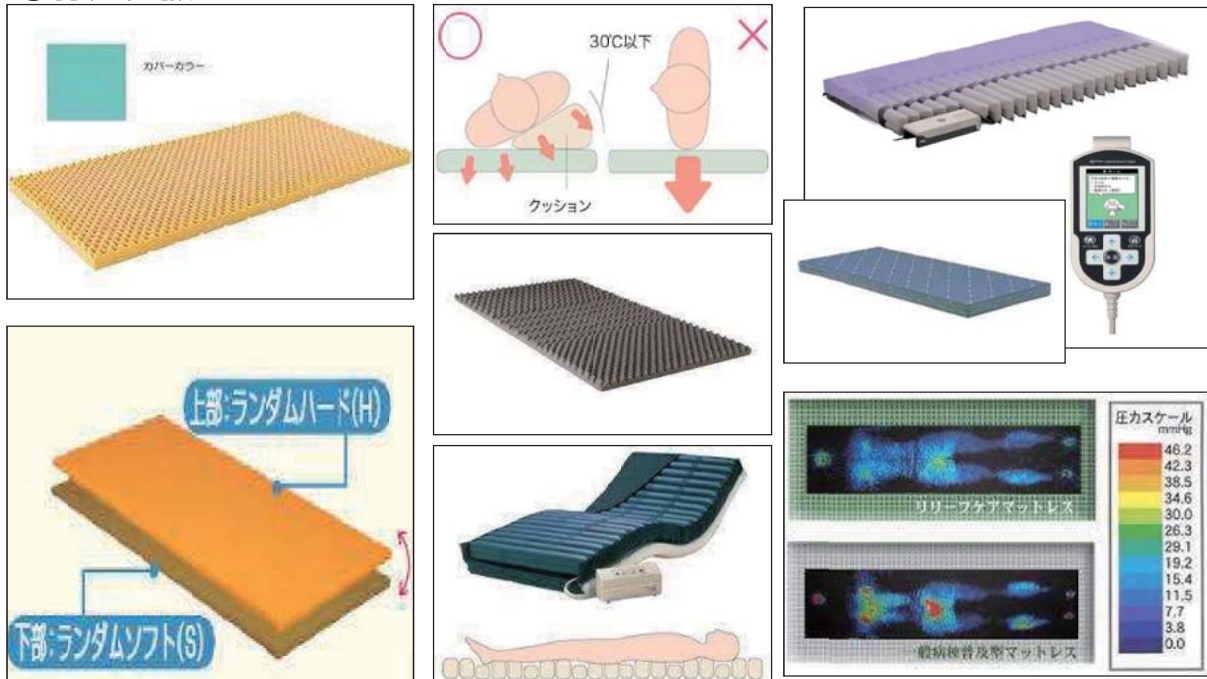 カバーカラー
30℃以下
クッション
上部:ランダムハード(H)
下部:ランダムソフト(S)
リリーフケアマットレス
一般病棟普及型マットレス
圧力スケール
mmHg
46.2
42.3
38.5
34.6
30.0
26.3
29.1
19.2
15.4
11.5
7.7
3.8
0.0